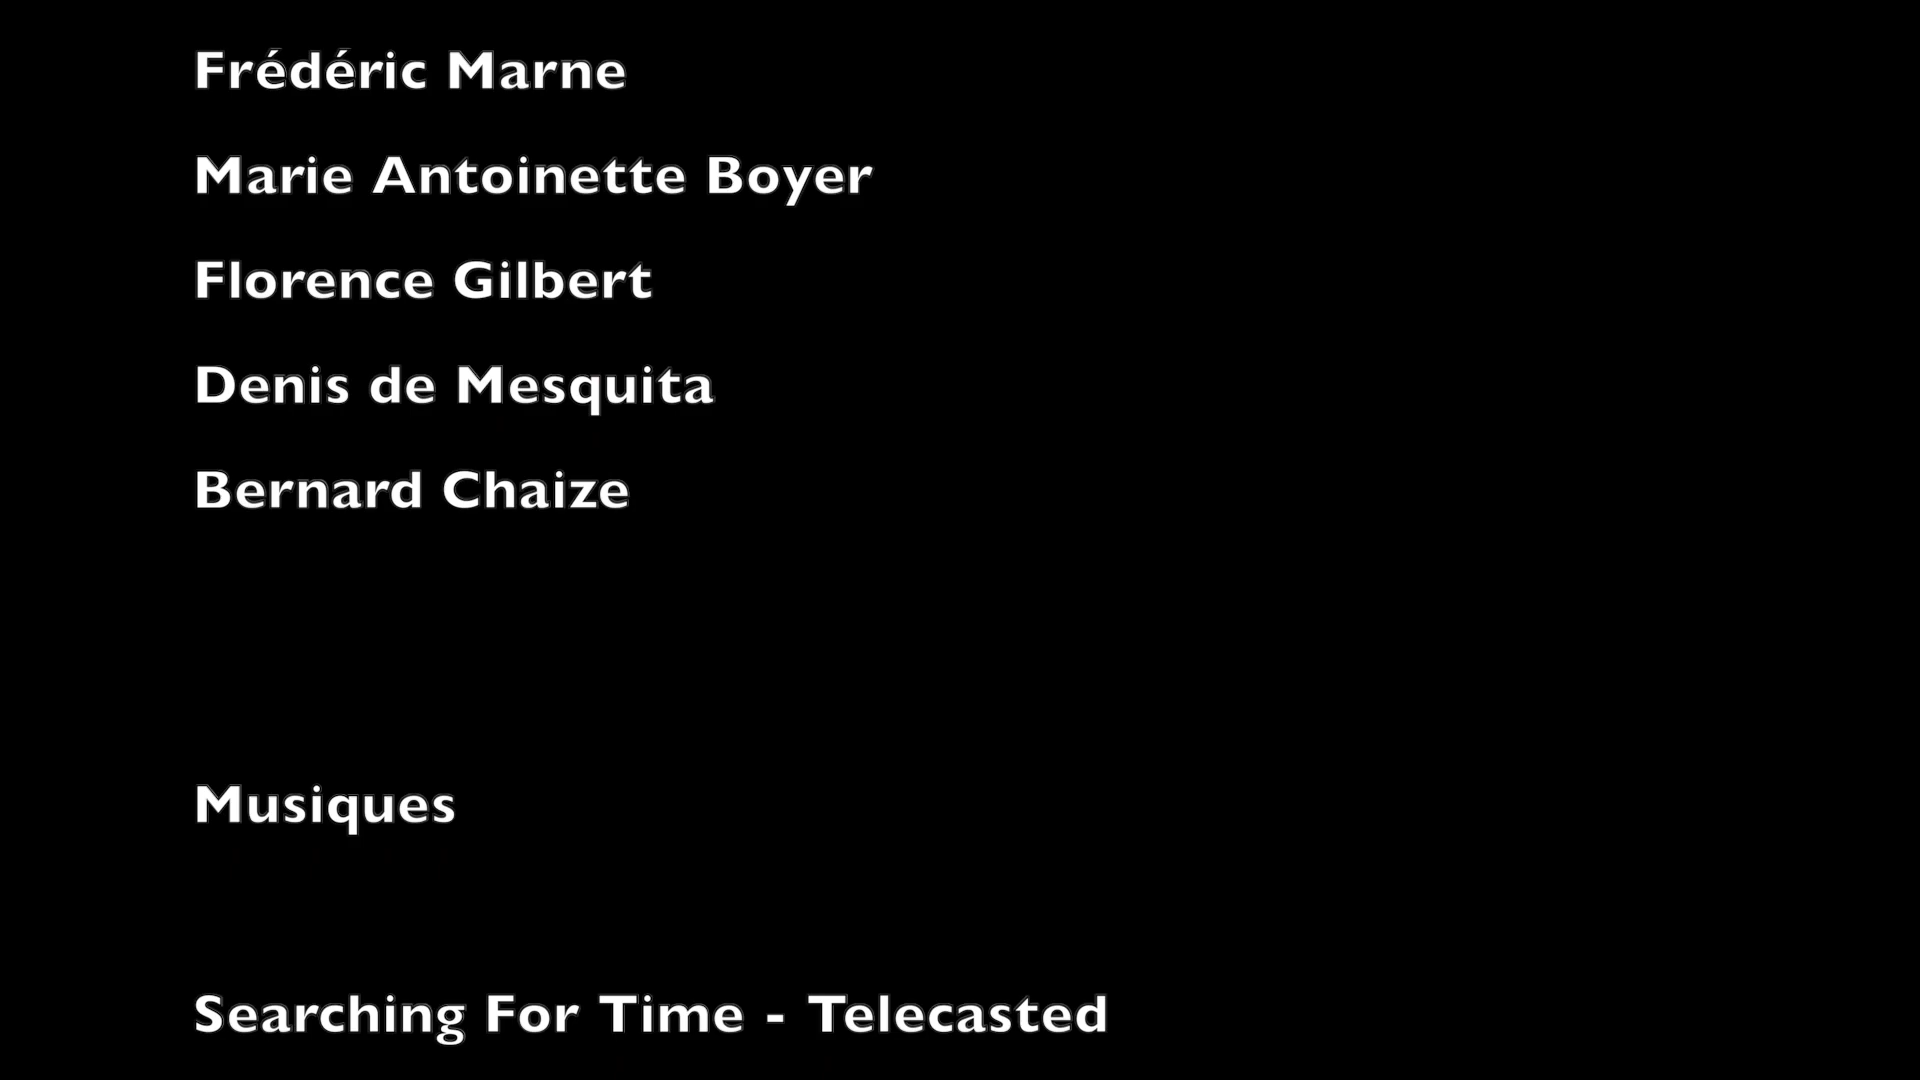 Frédéric Marne
Marie Antoinette Boyer
Florence Gilbert
Denis de Mesquita
Bernard Chaize
Musiques
Searching For Time - Telecasted